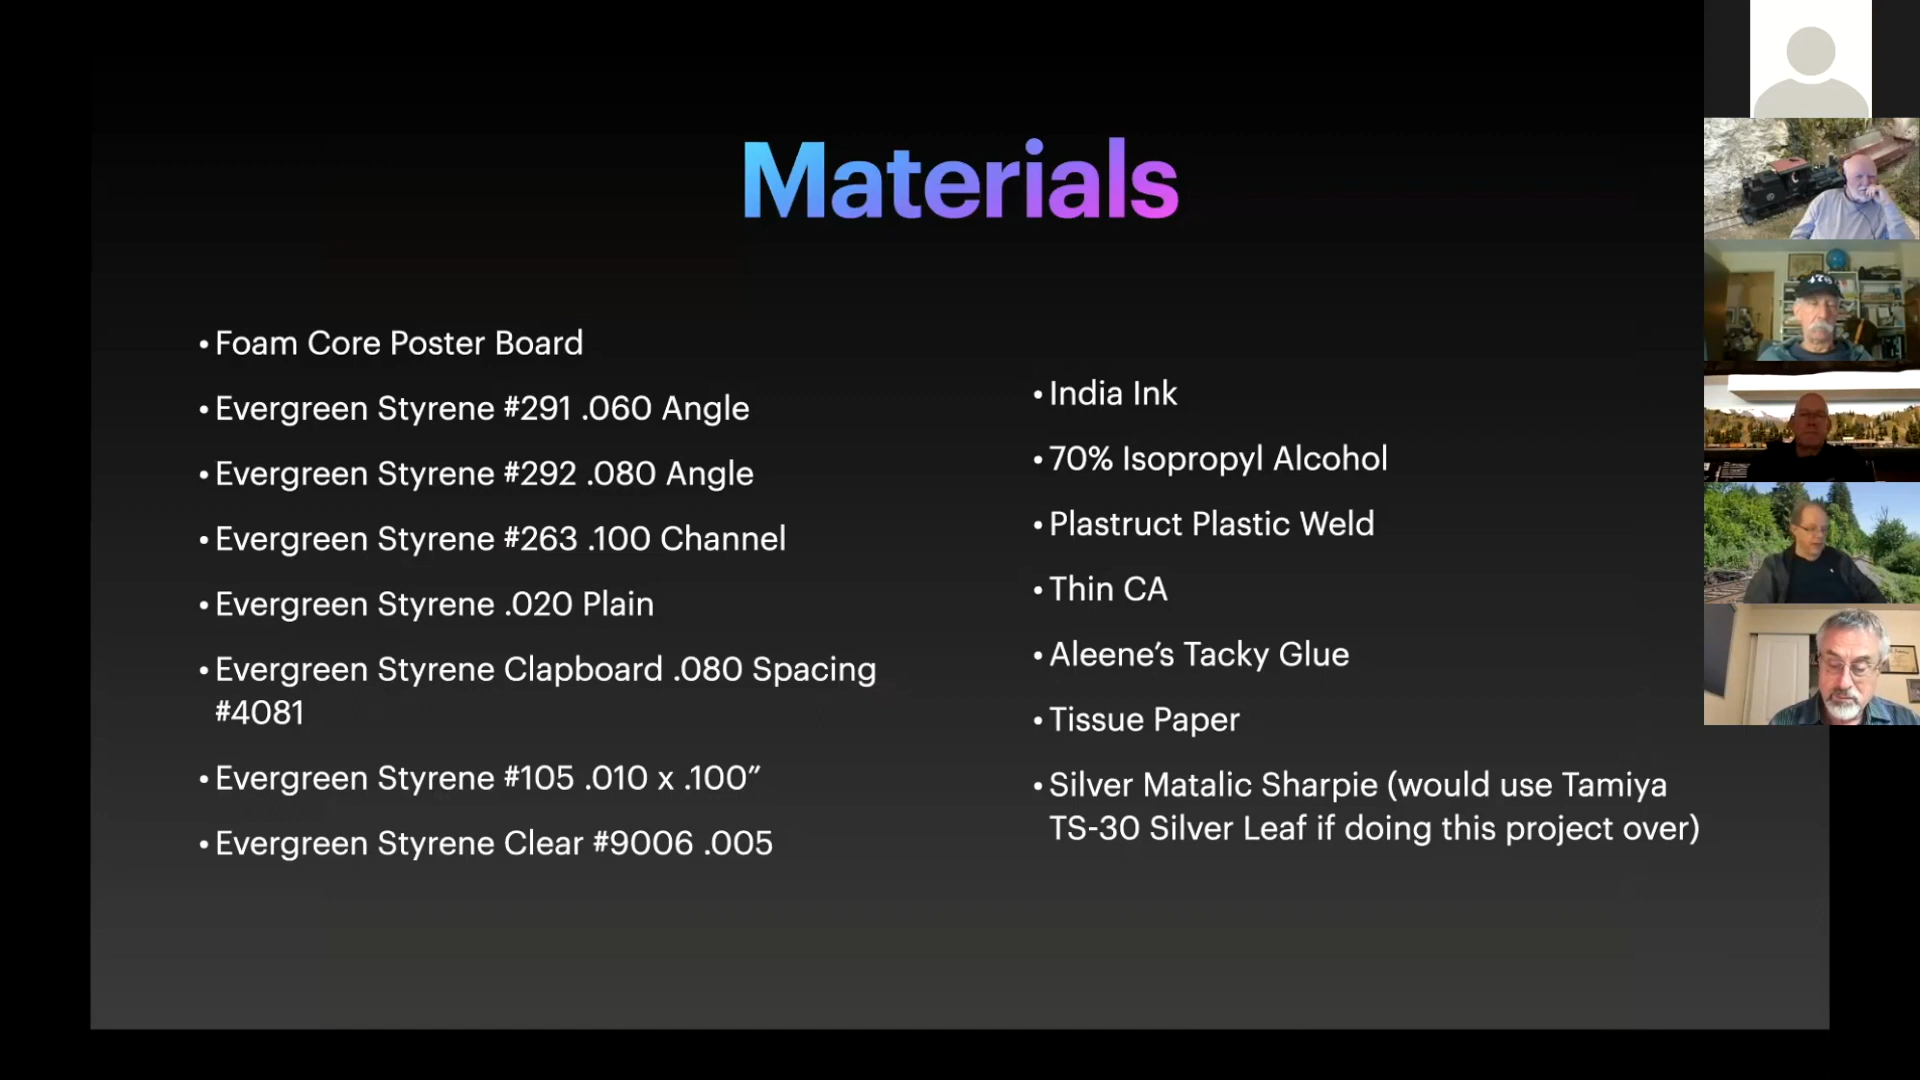 Materials
• Foam Core Poster Board
• Evergreen Styrene #291 .060 Angle
• Evergreen Styrene #292 .080 Angle
• Evergreen Styrene #263 .100 Channel
• Evergreen Styrene .020 Plain
• Evergreen Styrene Clapboard .080 Spacing
#4081
• Evergreen Styrene #105 .010 x .100″
• Evergreen Styrene Clear #9006 .005
• India Ink
• 70% Isopropyl Alcohol
• Plastruct Plastic Weld
• Thin CA
• Aleene’s Tacky Glue
• Tissue Paper
• Silver Matalic Sharpie (would use Tamiya
TS-30 Silver Leaf if doing this project over)